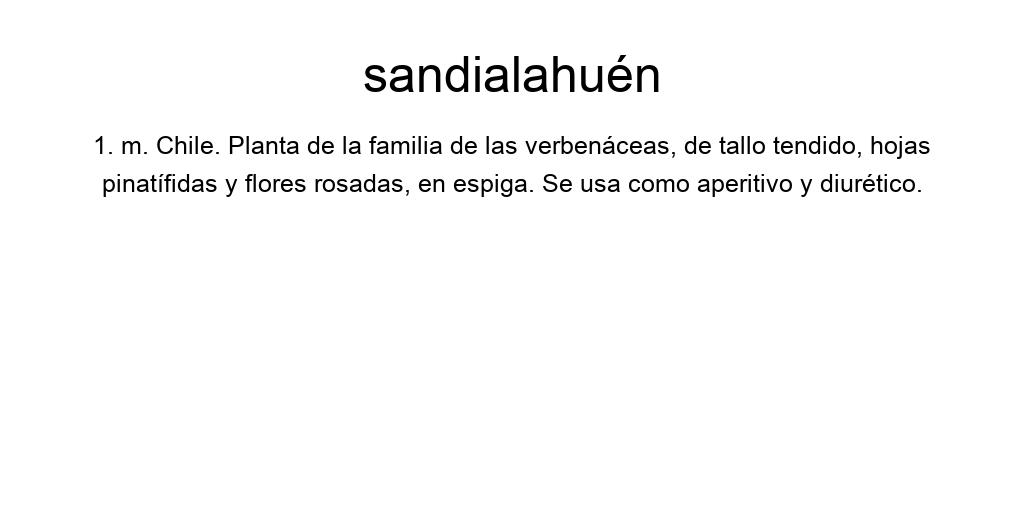 sandialahuén
1. m. Chile. Planta de la familia de las verbenáceas, de tallo tendido, hojas
pinatífidas y flores rosadas, en espiga. Se usa como aperitivo y diurético.